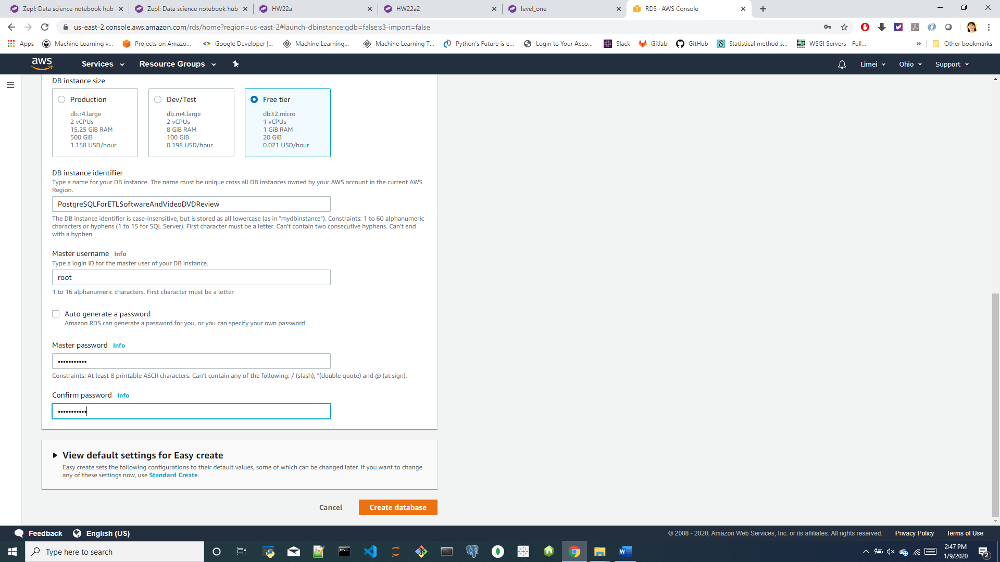 Zepl: Data science notebook hub
Zepl: Data science notebook hub
HW22a
HW22a2
level_one
RDS · AWS Console
us-east-2.console.aws.amazon.com/rds/home?region=us-east-2#launch-dbinstance:gdb=false;s3-import=false
Apps
Machine Learning v...
Projects on Amazo...
Google Developer |...
Machine Learning...
Machine Learning T...
Python's Future is e...
Login to Your Acco...
Slack
Gitlab
GitHub
Statistical method s...
WSGI Servers - Full...
»
Other bookmarks
aws
Services
Resource Groups
Limei
Ohio
Support
DB instance size
Production
db.r4.large
2 vCPUs
15.25 GiB RAM
500 GiB
1.158 USD/hour
Dev/Test
db.m4.large
2 vCPUs
8 GiB RAM
100 GiB
0.198 USD/hour
Free tier
db.t2.micro
1 vCPUs
1 GiB RAM
20 GiB
0.021 USD/hour
DB instance identifier
Type a name for your DB instance. The name must be unique cross all DB instances owned by your AWS account in the current AWS
Region.
PostgreSQLForETLSoftwareAndVideoDVDReview
The DB instance identifier is case-insensitive, but is stored as all lowercase (as in "mydbinstance"). Constraints: 1 to 60 alphanumeric
characters or hyphens (1 to 15 for SQL Server). First character must be a letter. Can't contain two consecutive hyphens. Can't end
with a hyphen.
Master username Info
Type a login ID for the master user of your DB instance.
root
1 to 16 alphanumeric characters. First character must be a letter
Auto generate a password
Amazon RDS can generate a password for you, or you can specify your own password
Master password Info
•••••••••••
Constraints: At least 8 printable ASCII characters. Can't contain any of the following: / (slash), "(double quote) and @ (at sign).
Confirm password Info
•••••••••••
View default settings for Easy create
Easy create sets the following configurations to their default values, some of which can be changed later. If you want to change
any of these settings now, use Standard Create.
Cancel
Create database
Feedback
English (US)
© 2008 - 2020, Amazon Web Services, Inc. or its affiliates. All rights reserved.
Privacy Policy
Terms of Use
Type here to search
2:47 PM
1/9/2020
2